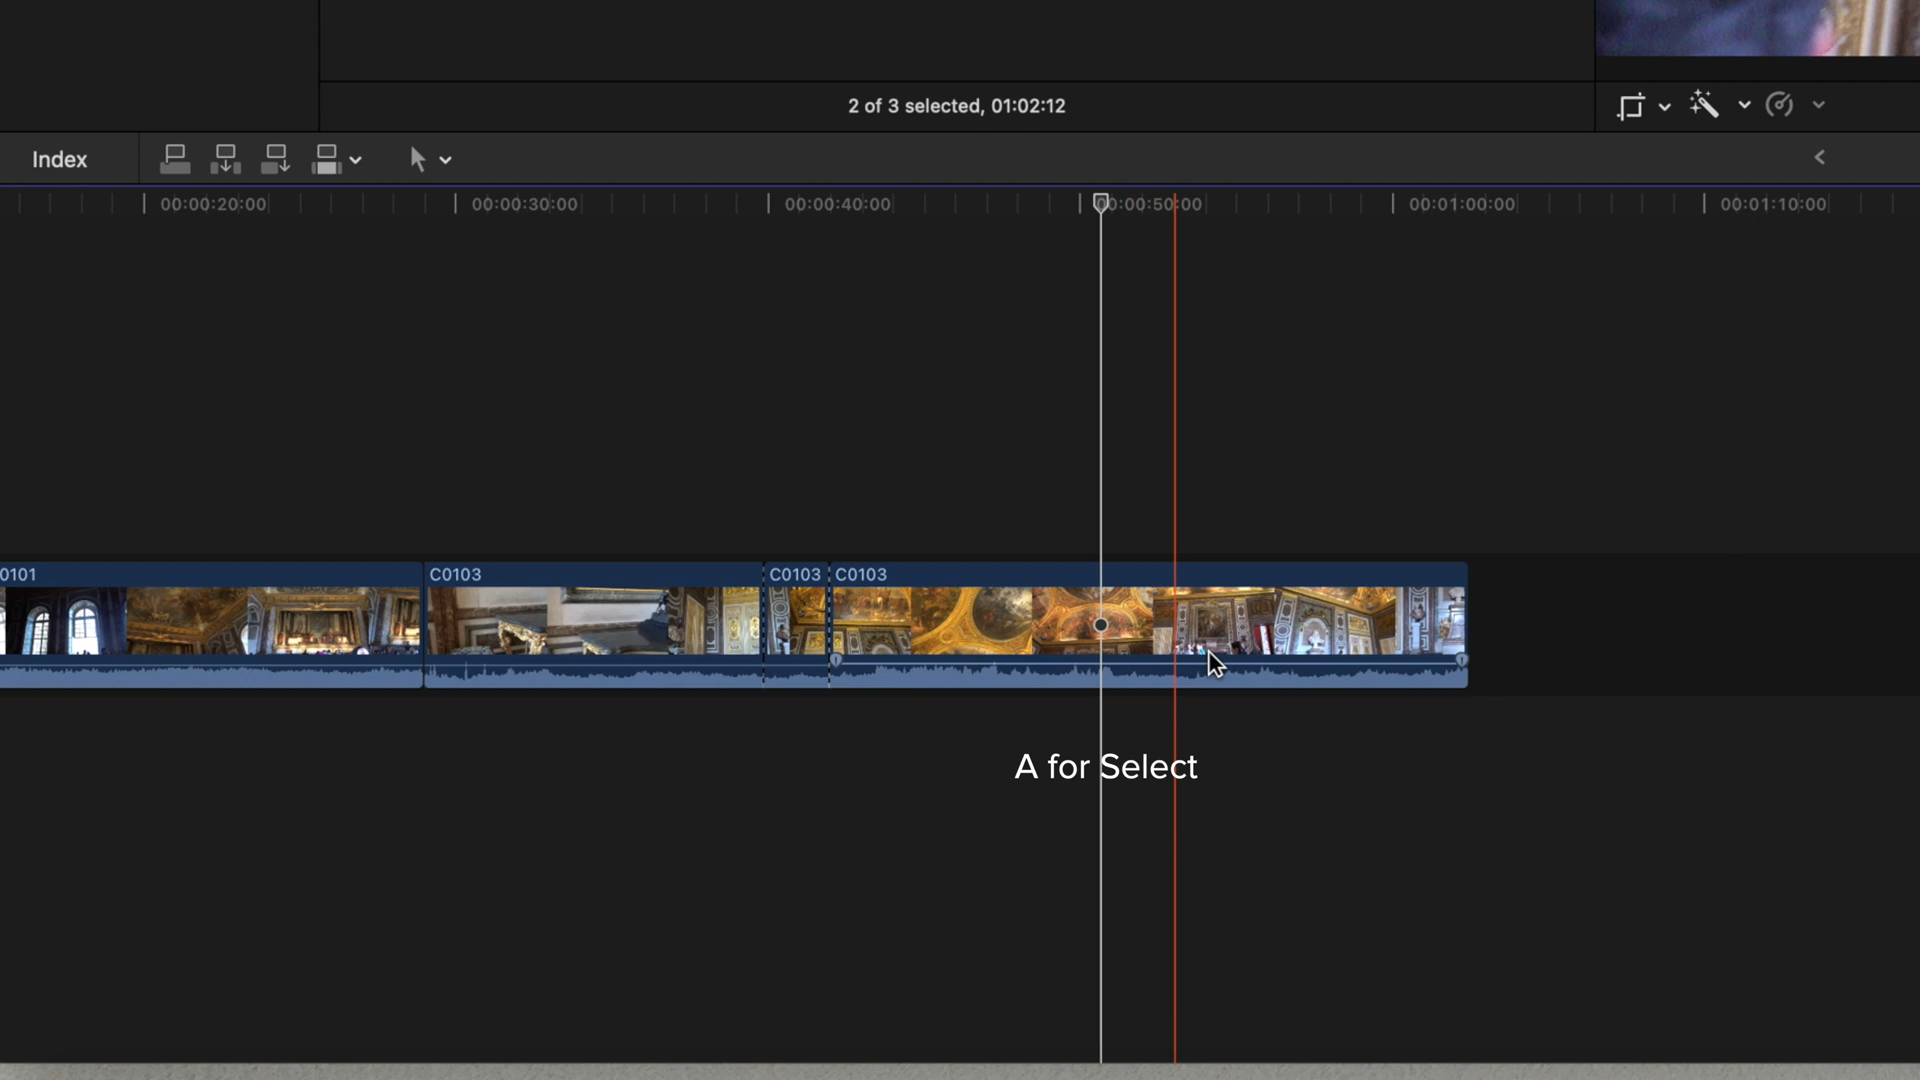 2 of 3 selected, 01:02:12
Index
00:00:20:00
00:00:30:00
00:00:40:00
00:00:50:00
00:01:00:00
00:01:10:00
0101
C0103
C0103
C0103
A for Select